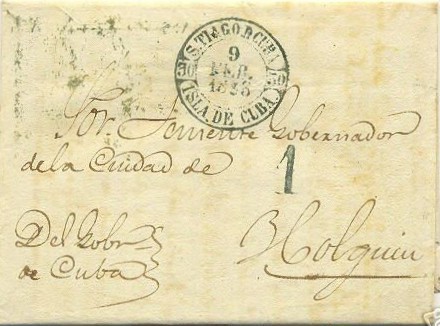 S.TIAGO.D.CUBA
9
ISLA DE CUBA
Sor. Teniente Gobernador
de la Ciudad de
1
Holguin
Del Gobr
de Cuba